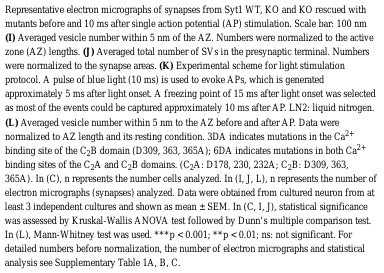 Representative electron micrographs of synapses from Syt1 WT, KO and KO rescued with
mutants before and 10 ms after single action potential (AP) stimulation. Scale bar: 100 nm
(I) Averaged vesicle number within 5 nm of the AZ. Numbers were normalized to the active
zone (AZ) lengths. (J) Averaged total number of SVs in the presynaptic terminal. Numbers
were normalized to the synapse areas. (K) Experimental scheme for light stimulation
protocol. A pulse of blue light (10 ms) is used to evoke APs, which is generated
approximately 5 ms after light onset. A freezing point of 15 ms after light onset was selected
as most of the events could be captured approximately 10 ms after AP. LN2: liquid nitrogen.
(L) Averaged vesicle number within 5 nm to the AZ before and after AP. Data were
normalized to AZ length and its resting condition. 3DA indicates mutations in the Ca2+
binding site of the C2B domain (D309, 363, 365A); 6DA indicates mutations in both Ca2+
binding sites of the C2A and C2B domains. (C2A: D178, 230, 232A; C2B: D309, 363,
365A). In (C), n represents the number cells analyzed. In (I, J, L), n represents the number of
electron micrographs (synapses) analyzed. Data were obtained from cultured neuron from at
least 3 independent cultures and shown as mean ± SEM. In (C, I, J), statistical significance
was assessed by Kruskal-Wallis ANOVA test followed by Dunn's multiple comparison test.
In (L), Mann-Whitney test was used. ***p < 0.001; **p < 0.01; ns: not significant. For
detailed numbers before normalization, the number of electron micrographs and statistical
analysis see Supplementary Table 1A, B, C.